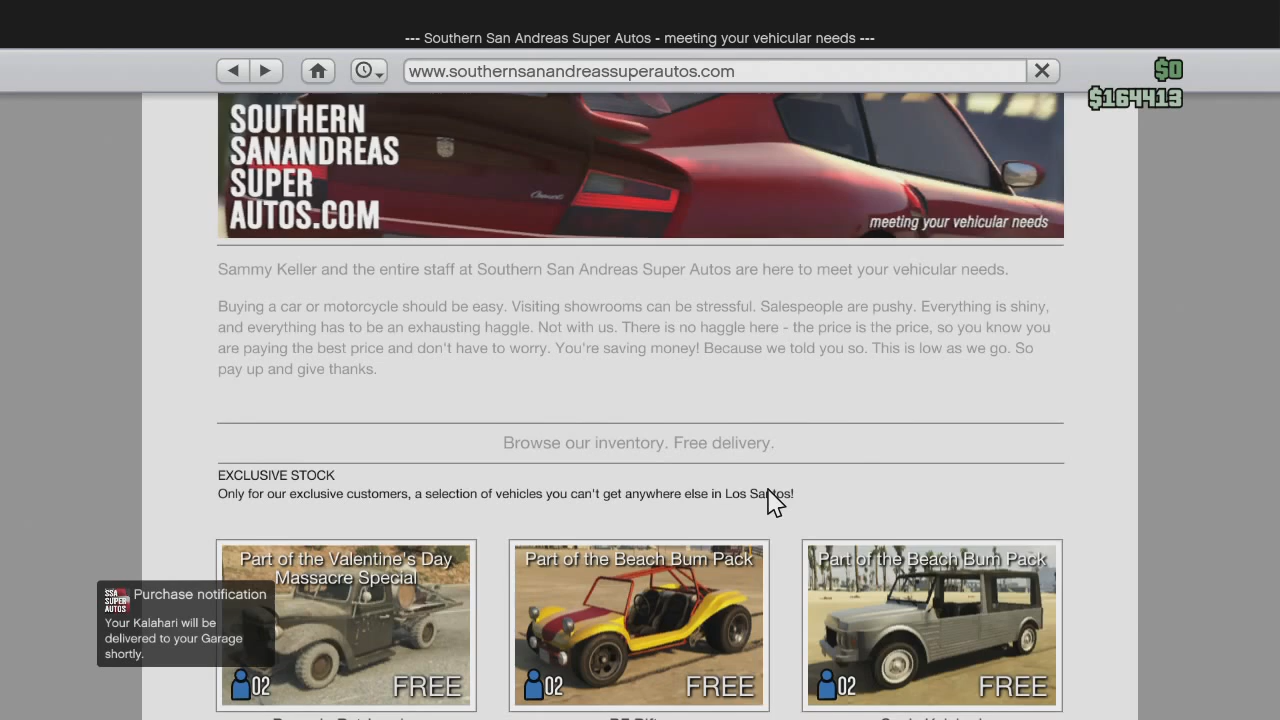 --- Southern San Andreas Super Autos - meeting your vehicular needs ---
www.southernsanandreassuperautos.com
$0
$164413
SOUTHERN
SANANDREAS
SUPER
AUTOS.COM
meeting your vehicular needs
Sammy Keller and the entire staff at Southern San Andreas Super Autos are here to meet your vehicular needs.
Buying a car or motorcycle should be easy. Visiting showrooms can be stressful. Salespeople are pushy. Everything is shiny,
and everything has to be an exhausting haggle. Not with us. There is no haggle here - the price is the price, so you know you
are paying the best price and don't have to worry. You're saving money! Because we told you so. This is low as we go. So
pay up and give thanks.
Browse our inventory. Free delivery.
EXCLUSIVE STOCK
Only for our exclusive customers, a selection of vehicles you can't get anywhere else in Los Santos!
Part of the Valentine's Day
Massacre Special
02
FREE
Part of the Beach Bum Pack
02
FREE
Part of the Beach Bum Pack
02
FREE
SSA
SUPER
AUTOS
Purchase notification
Your Kalahari will be
delivered to your Garage
shortly.